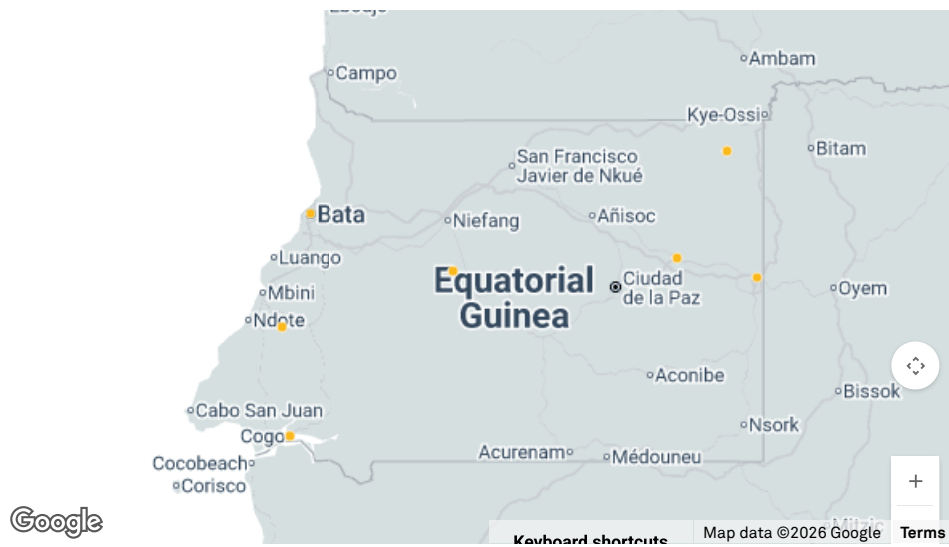 Ambam
Campo
Kye-Ossi
Bitam
San Francisco
Javier de Nkué
Bata
Niefang
Añisoc
Luango
Equatorial
Guinea
Ciudad
de la Paz
Oyem
Mbini
Ndote
Aconibe
Bissok
Cabo San Juan
Nsork
Cogo
Acurenam
Médouneu
Cocobeach
Corisco
Google
Mitzic
Keyboard shortcuts
Map data ©2026 Google
Terms